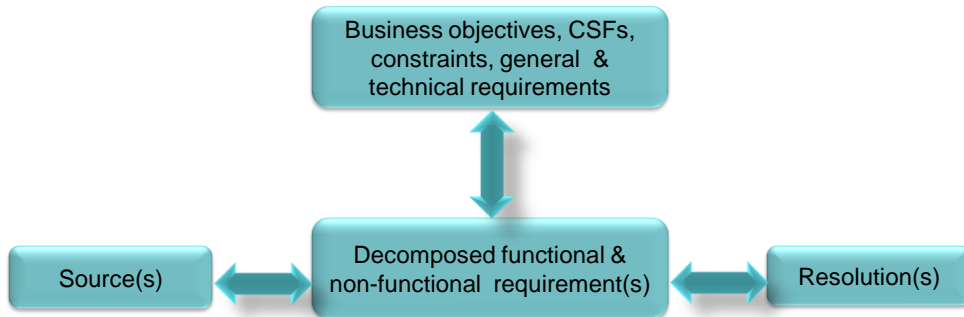 Business objectives, CSFs,
constraints, general &
technical requirements
Decomposed functional &
non-functional requirement(s)
Source(s)
Resolution(s)